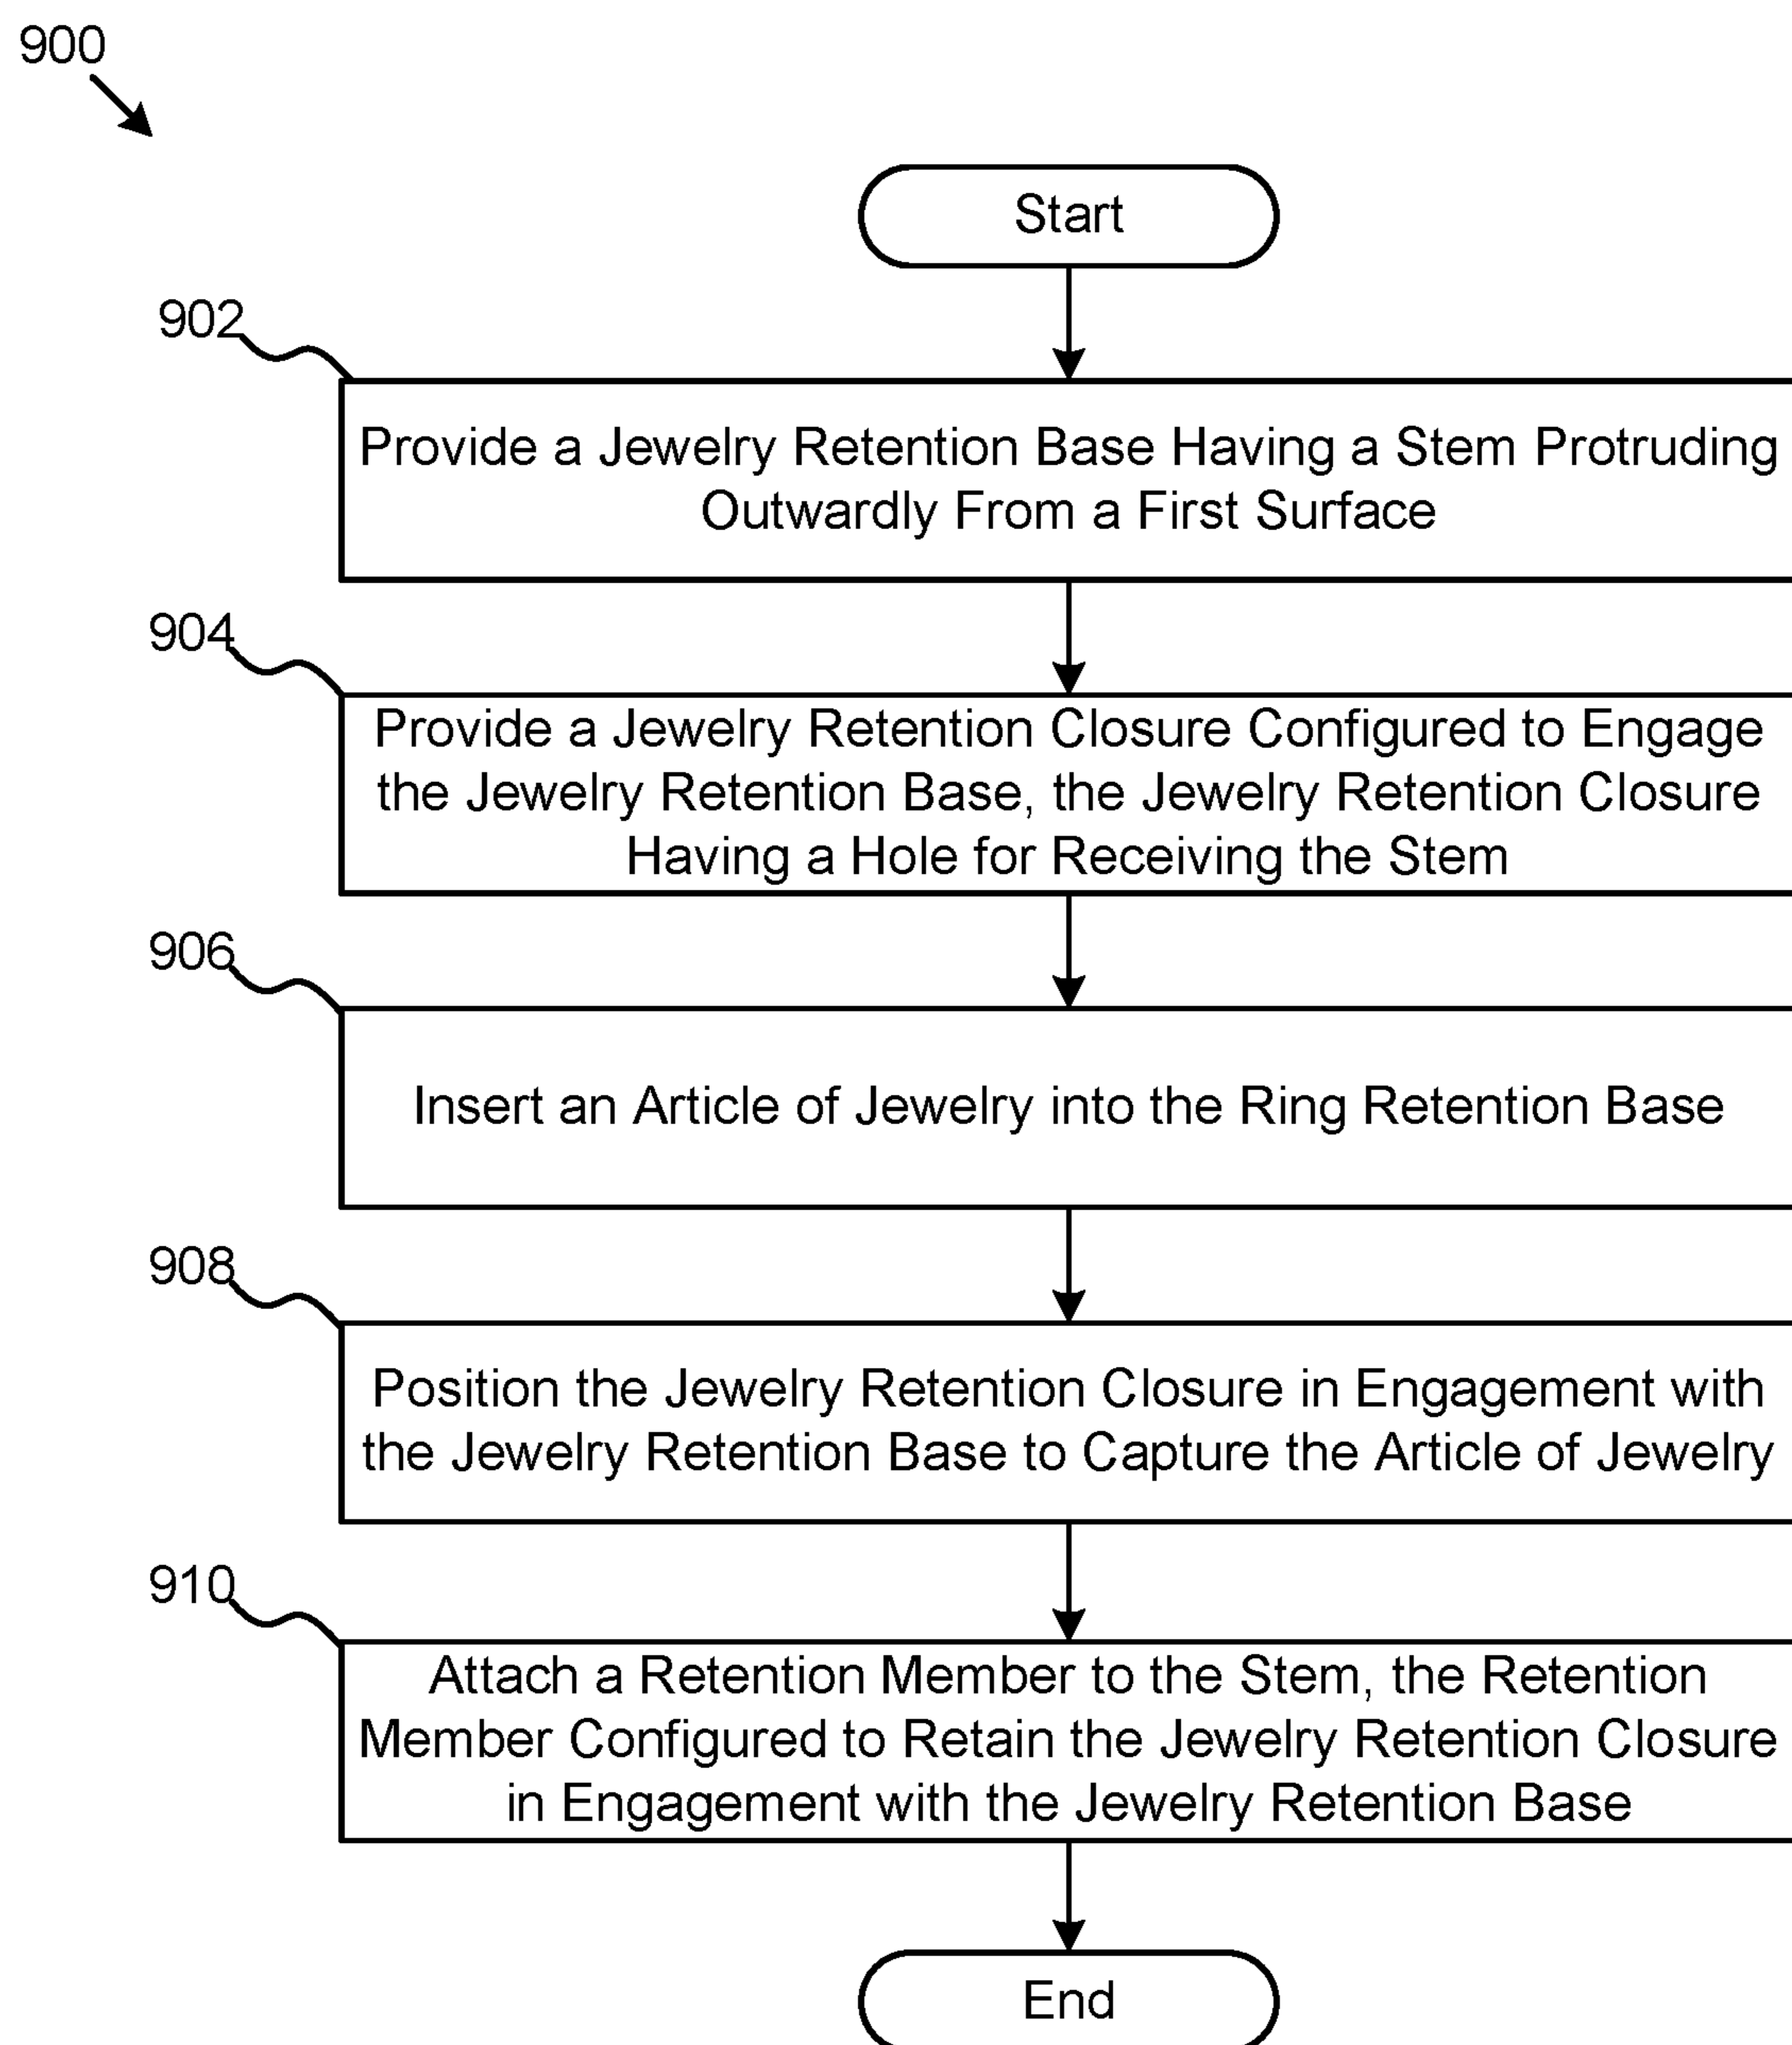 900
Start
902
Provide a Jewelry Retention Base Having a Stem Protruding
Outwardly From a First Surface
904
Provide a Jewelry Retention Closure Configured to Engage
the Jewelry Retention Base, the Jewelry Retention Closure
Having a Hole for Receiving the Stem
906
Insert an Article of Jewelry into the Ring Retention Base
908
Position the Jewelry Retention Closure in Engagement with
the Jewelry Retention Base to Capture the Article of Jewelry
910
Attach a Retention Member to the Stem, the Retention
Member Configured to Retain the Jewelry Retention Closure
in Engagement with the Jewelry Retention Base
End